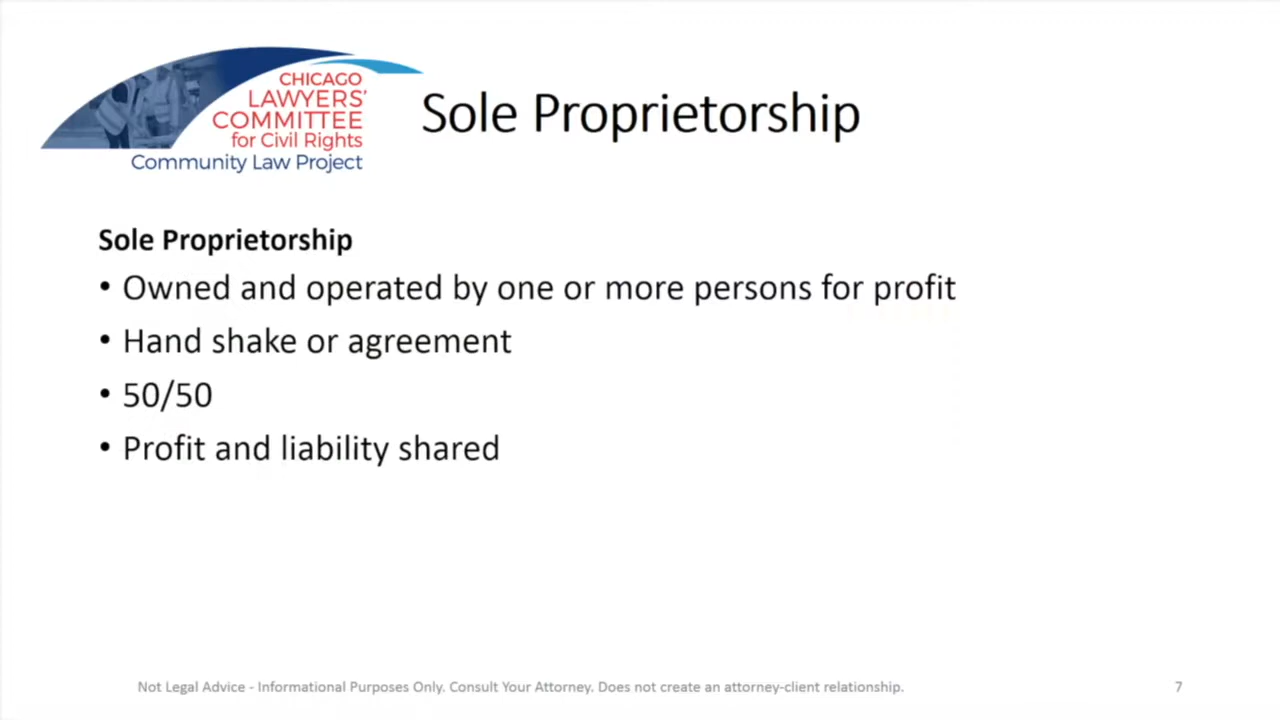 CHICAGO
LAWYERS'
COMMITTEE
for Civil Rights
Community Law Project
Sole Proprietorship
Sole Proprietorship
• Owned and operated by one or more persons for profit
• Hand shake or agreement
• 50/50
• Profit and liability shared
Not Legal Advice - Informational Purposes Only. Consult Your Attorney. Does not create an attorney-client relationship.
7